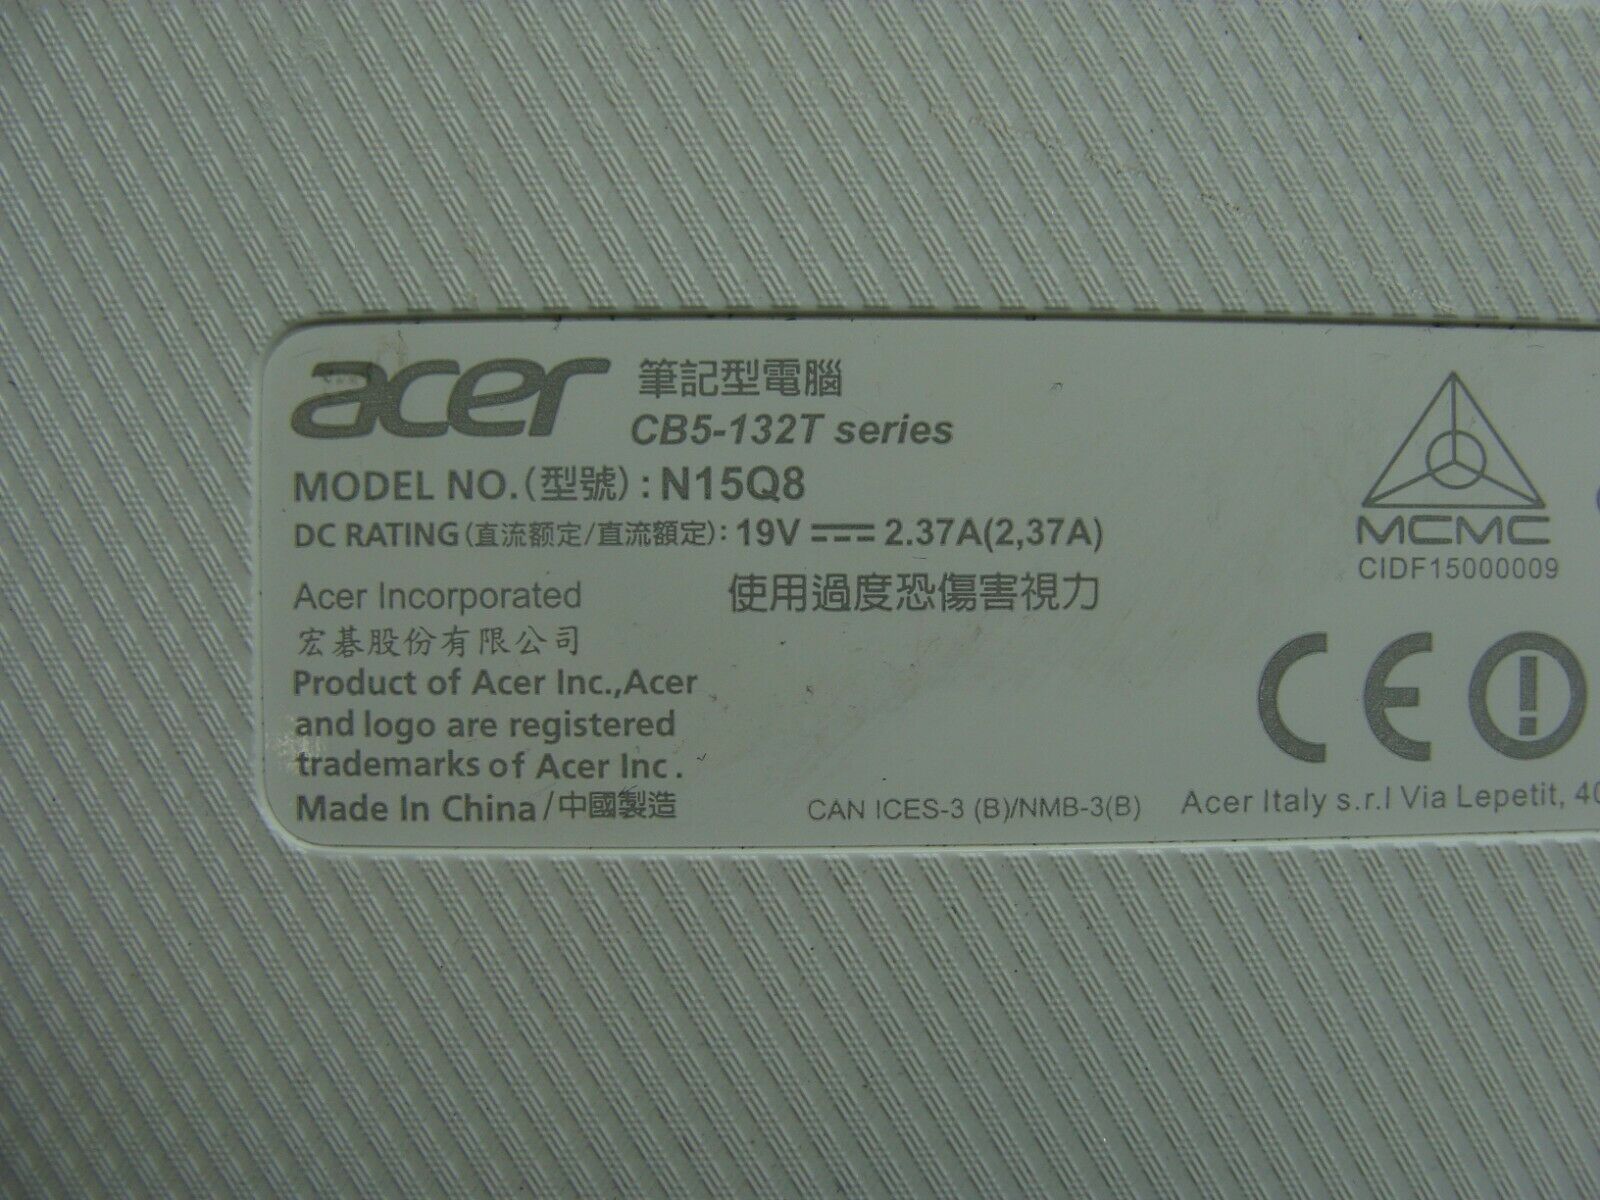 acer 筆記型電腦
CB5-132T series
MODEL NO.(型號):N15Q8
DC RATING(直流额定/直流額定): 19V ⎓ 2.37A(2,37A)
Acer Incorporated 使用過度恐傷害視力
宏碁股份有限公司
Product of Acer Inc.,Acer
and logo are registered
trademarks of Acer Inc.
Made In China/中國製造
MCMC
CIDF15000009
CE
CAN ICES-3 (B)/NMB-3(B)
Acer Italy s.r.l Via Lepetit, 40